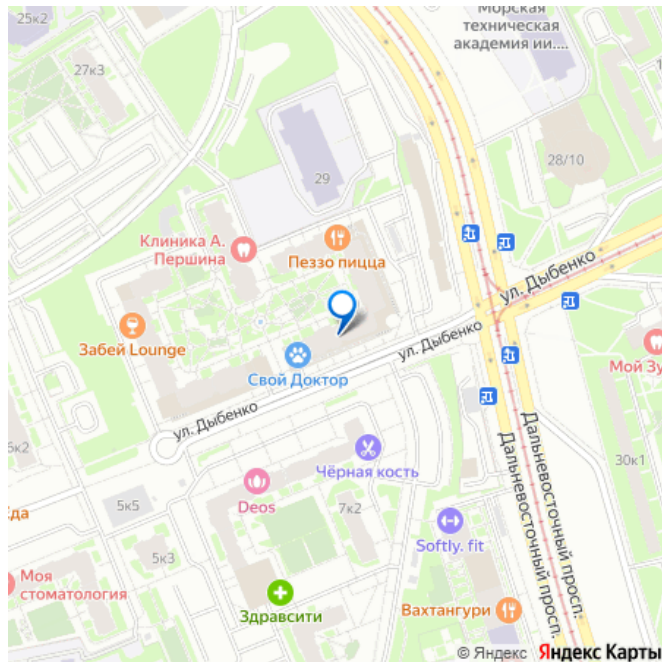 25к2
Морская
техническая
академия ии....
27к3
28/10
29
Клиника А.
Першина
Пеззо пицца
ул. Дыбенко
Забей Lounge
ул. Дыбенко
Свой Доктор
Мой Зу
ул. Дыбенко
6к2
Чёрная кость
30к1
Дальневосточный просп.
Дальневосточный просп.
Еда
5к5
Deos
7к2
Softly. fit
5к3
Моя
стоматология
Здравсити
Вахтангури
© Яндекс Яндекс Карты